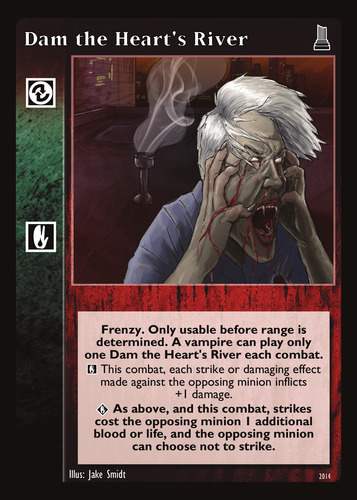 Dam the Heart's River
Frenzy. Only usable before range is
determined. A vampire can play only
one Dam the Heart's River each combat.
This combat, each strike or damaging effect
made against the opposing minion inflicts
+1 damage.
As above, and this combat, strikes
cost the opposing minion 1 additional
blood or life, and the opposing minion
can choose not to strike.
Illus: Jake Smidt
2014